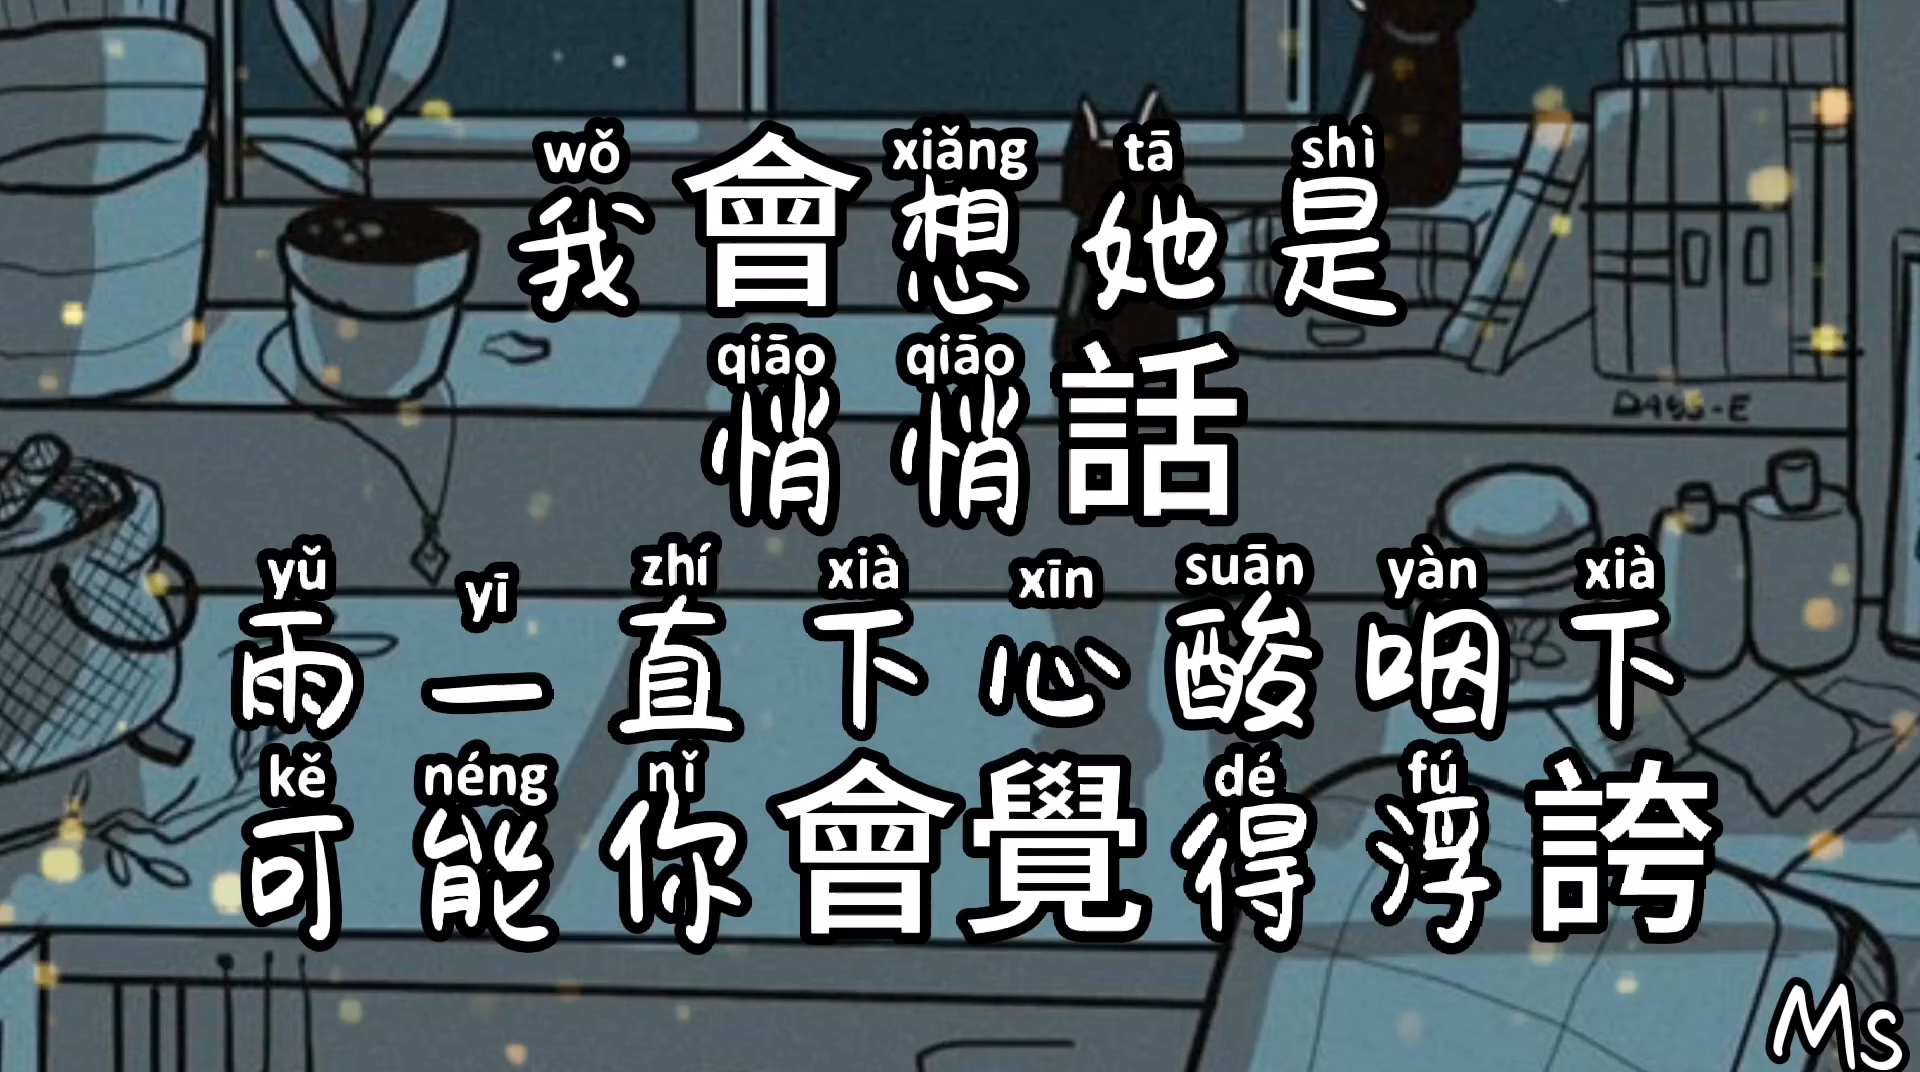 wǒ xiǎng tā shì
我會想她是
qiāo qiāo
悄悄話
yǔ yī zhí xià xīn suān yàn xià
雨一直下心酸咽下
kě néng nǐ dé fú
可能你會覺得浮誇
Ms